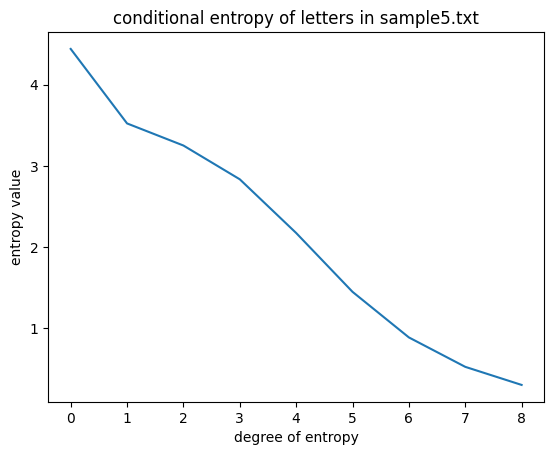 conditional entropy of letters in sample5.txt
entropy value
4
3
2
1
0 1 2 3 4 5 6 7 8
degree of entropy